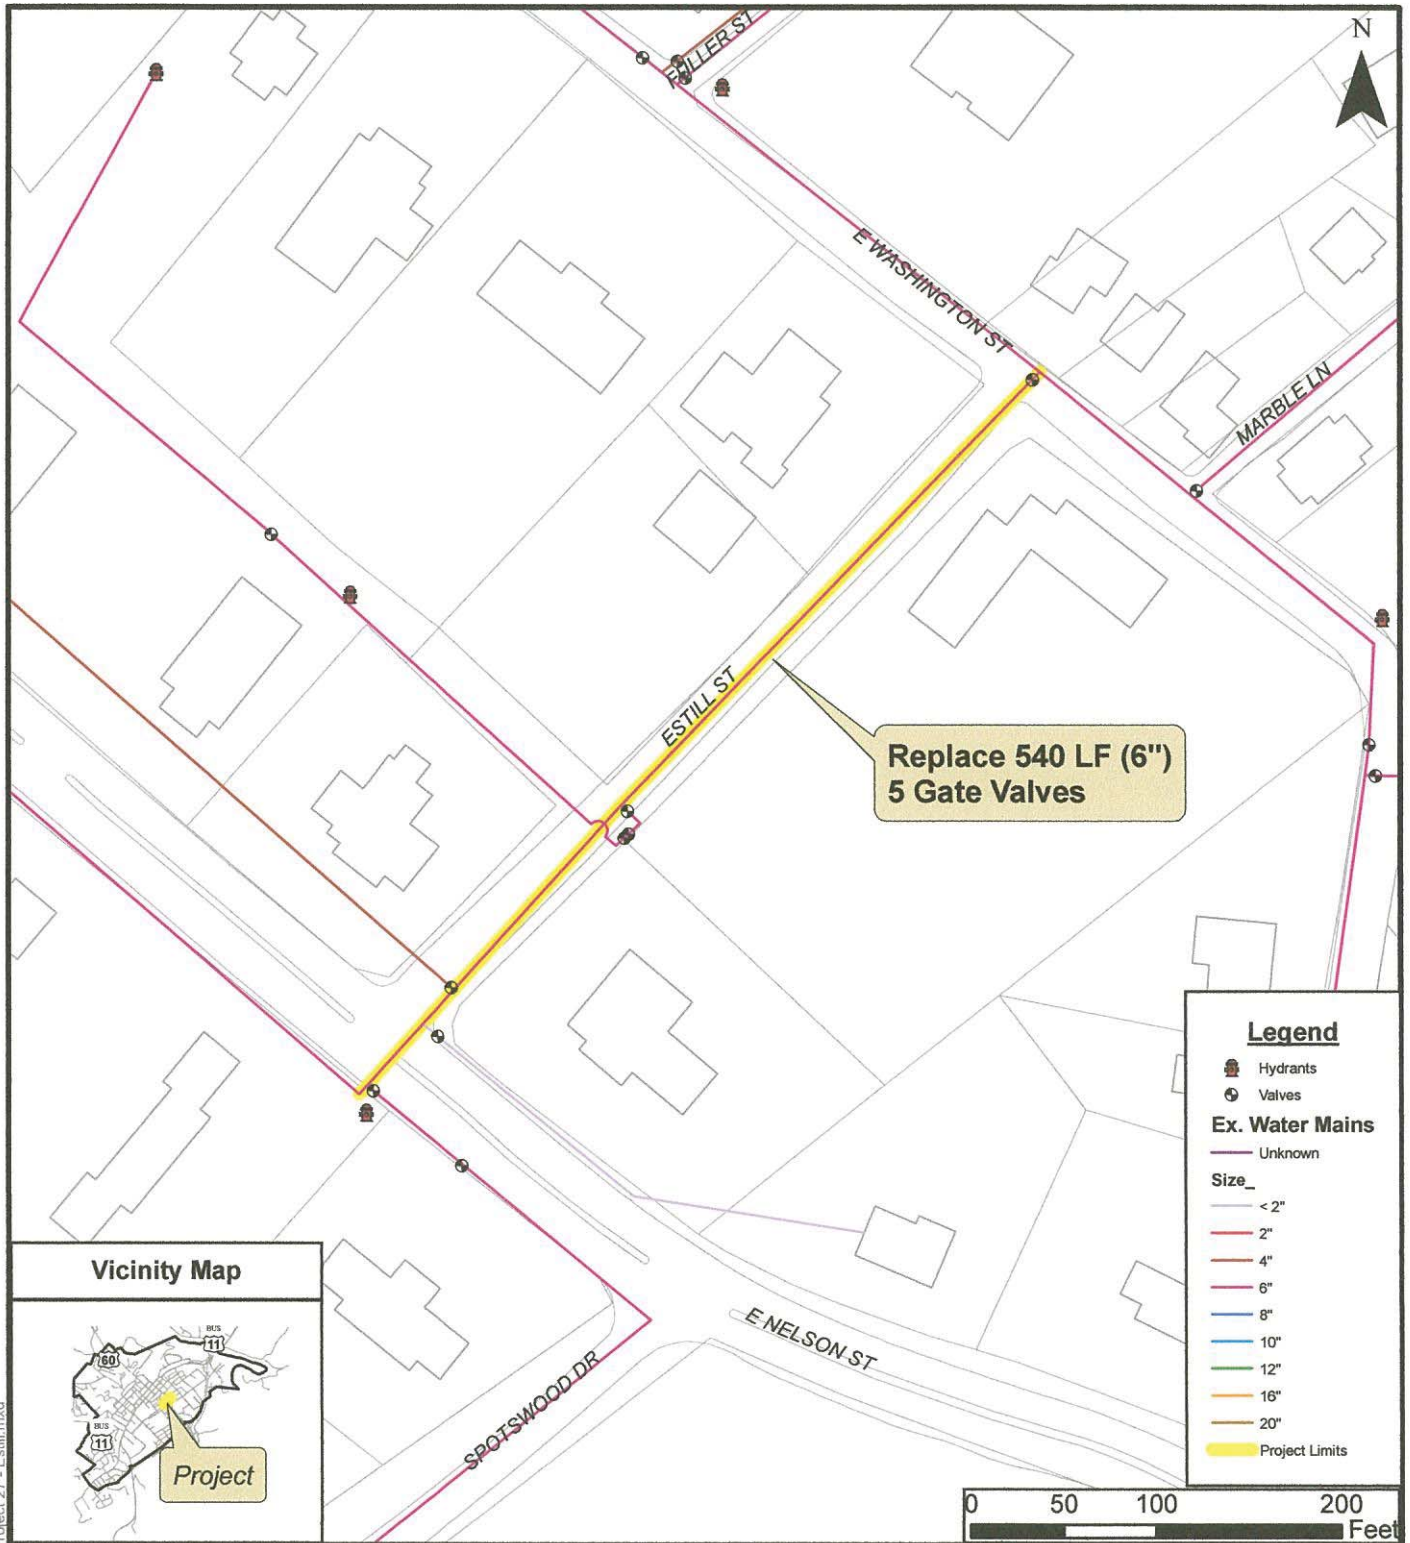 N
FULLER ST
E WASHINGTON ST
MARBLE LN
ESTILL ST
Replace 540 LF (6")
5 Gate Valves
E NELSON ST
SPOTSWOOD DR
Legend
Hydrants
Valves
Ex. Water Mains
Unknown
Size_
< 2"
2"
4"
6"
8"
10"
12"
16"
20"
Project Limits
Vicinity Map
BUS
11
60
BUS
11
Project
0 50 100 200
Feet